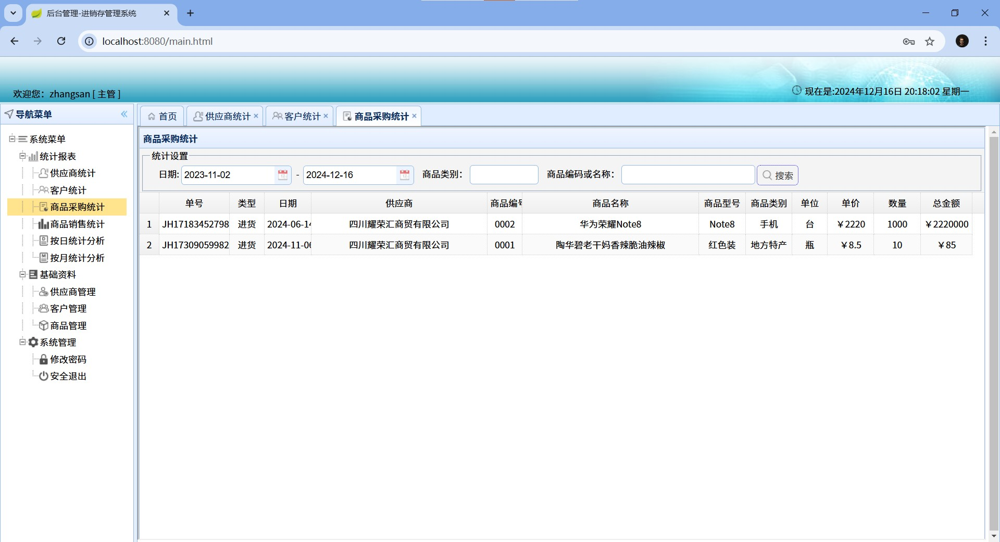 后台管理-进销存管理系统
localhost:8080/main.html
欢迎您：zhangsan [ 主管 ]
现在是:2024年12月16日 20:18:02 星期一
导航菜单
首页 供应商统计 客户统计 商品采购统计
系统菜单
统计报表
供应商统计
客户统计
商品采购统计
商品销售统计
按日统计分析
按月统计分析
基础资料
供应商管理
客户管理
商品管理
系统管理
修改密码
安全退出
商品采购统计
统计设置
日期: 2023-11-02 - 2024-12-16 商品类别： 商品编码或名称： 搜索
单号 类型 日期 供应商 商品编号 商品名称 商品型号 商品类别 单位 单价 数量 总金额
1 JH17183452798 进货 2024-06-14 四川耀荣汇商贸有限公司 0002 华为荣耀Note8 Note8 手机 台 ￥2220 1000 ￥2220000
2 JH17309059982 进货 2024-11-06 四川耀荣汇商贸有限公司 0001 陶华碧老干妈香辣脆油辣椒 红色装 地方特产 瓶 ￥8.5 10 ￥85